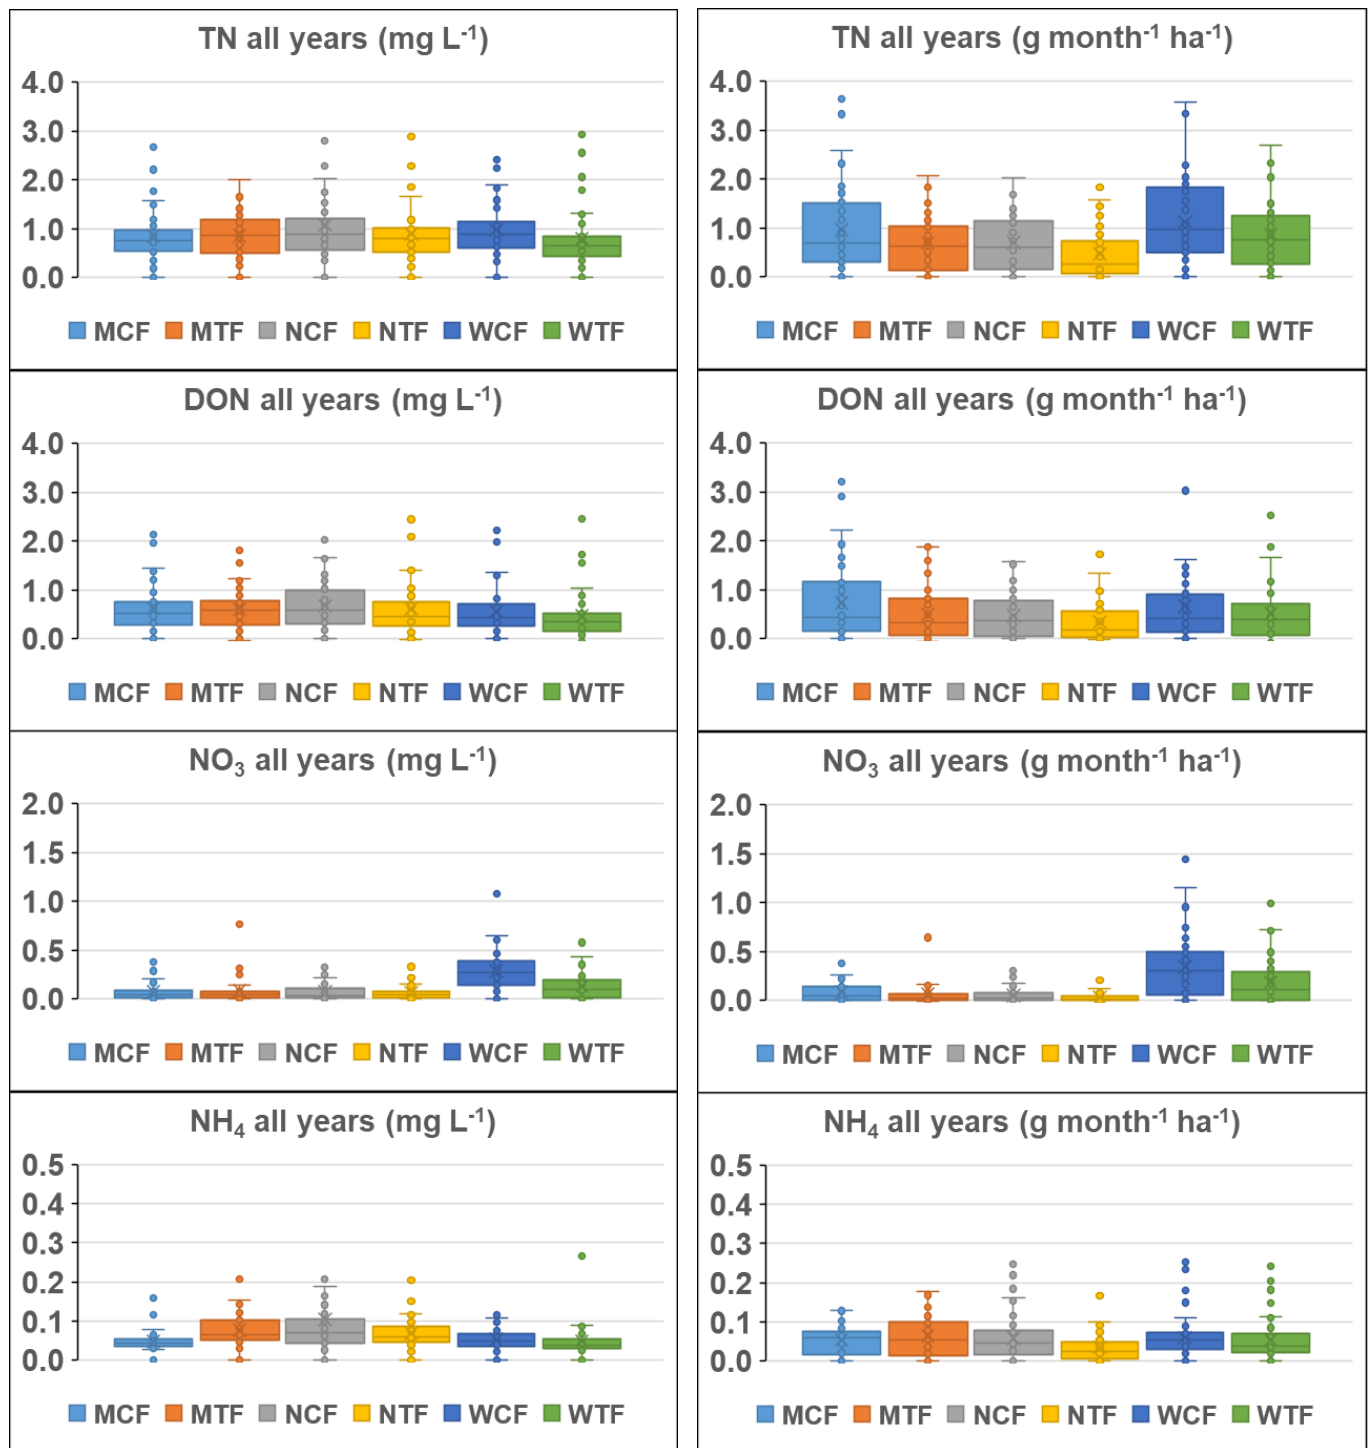 TN all years (mg L⁻¹)
4.0
3.0
2.0
1.0
0.0
MCF MTF NCF NTF WCF WTF
TN all years (g month⁻¹ ha⁻¹)
4.0
3.0
2.0
1.0
0.0
MCF MTF NCF NTF WCF WTF
DON all years (mg L⁻¹)
4.0
3.0
2.0
1.0
0.0
MCF MTF NCF NTF WCF WTF
DON all years (g month⁻¹ ha⁻¹)
4.0
3.0
2.0
1.0
0.0
MCF MTF NCF NTF WCF WTF
NO₃ all years (mg L⁻¹)
2.0
1.5
1.0
0.5
0.0
MCF MTF NCF NTF WCF WTF
NO₃ all years (g month⁻¹ ha⁻¹)
2.0
1.5
1.0
0.5
0.0
MCF MTF NCF NTF WCF WTF
NH₄ all years (mg L⁻¹)
0.5
0.4
0.3
0.2
0.1
0.0
MCF MTF NCF NTF WCF WTF
NH₄ all years (g month⁻¹ ha⁻¹)
0.5
0.4
0.3
0.2
0.1
0.0
MCF MTF NCF NTF WCF WTF